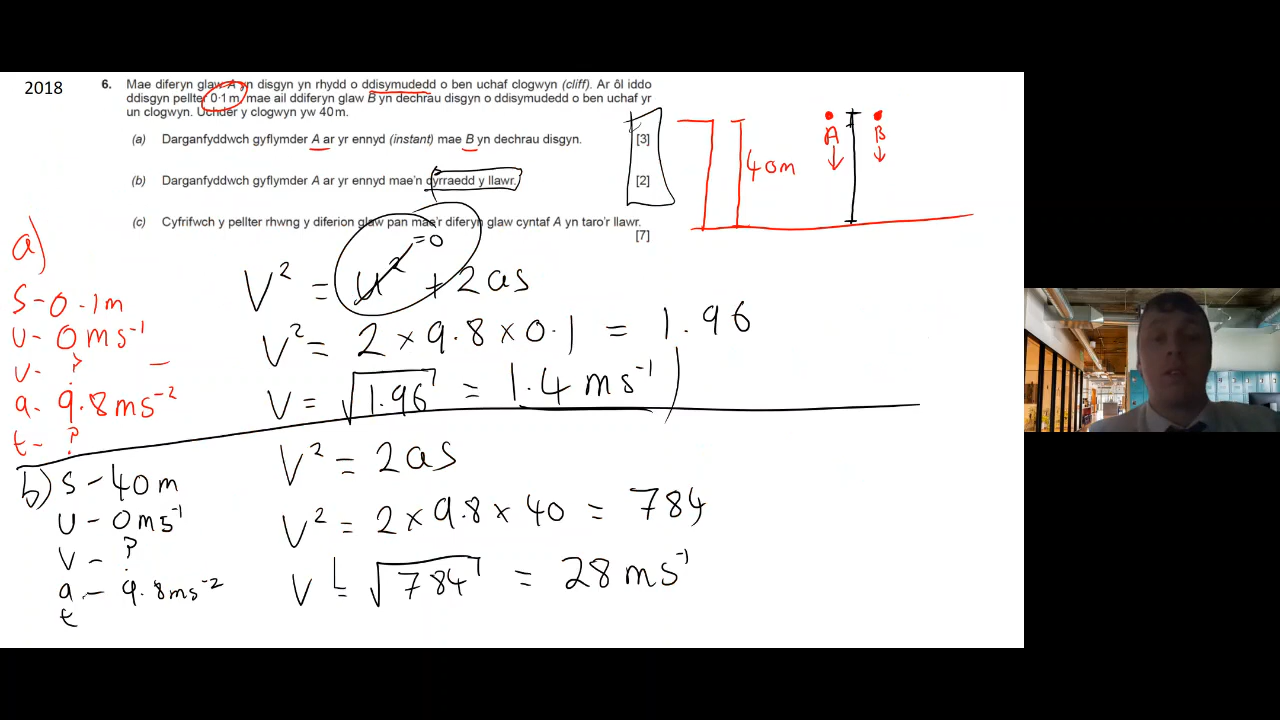 2018
6. Mae diferyn glaw A yn disgyn yn rhydd o ddisymudedd o ben uchaf clogwyn (cliff). Ar ôl iddo
ddisgyn pellter 0·1 m, mae ail ddiferyn glaw B yn dechrau disgyn o ddisymudedd o ben uchaf yr
un clogwyn. Uchder y clogwyn yw 40 m.
(a) Darganfyddwch gyflymder A ar yr ennyd (instant) mae B yn dechrau disgyn. [3]
(b) Darganfyddwch gyflymder A ar yr ennyd mae'n dyrraedd y llawr. [2]
(c) Cyfrifwch y pellter rhwng y diferion glaw pan mae'r diferyn glaw cyntaf A yn taro'r llawr.
[7]
40m
A
B
a)
S - 0.1m
U - 0ms⁻¹
V - ?
a - 9.8ms⁻²
t - ?
V² = u² + 2as
=0
V² = 2 × 9.8 × 0.1 = 1.96
V = √1.96 = 1.4 ms⁻¹
b) S - 40m
U - 0ms⁻¹
V - ?
a - 9.8ms⁻²
t
V² = 2as
V² = 2 × 9.8 × 40 = 784
V = √784 = 28 ms⁻¹